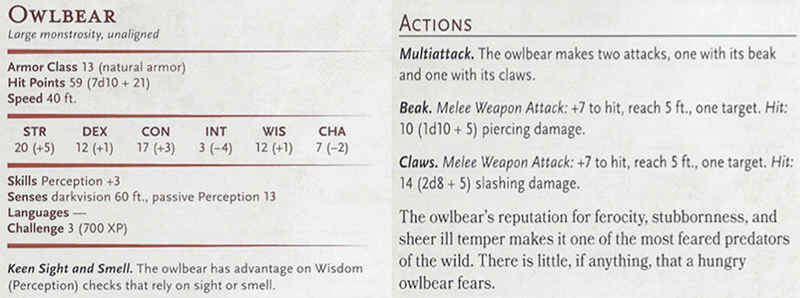 OWLBEAR
Large monstrosity, unaligned
Armor Class 13 (natural armor)
Hit Points 59 (7d10 + 21)
Speed 40 ft.
STR DEX CON INT WIS CHA
20 (+5) 12 (+1) 17 (+3) 3 (−4) 12 (+1) 7 (−2)
Skills Perception +3
Senses darkvision 60 ft., passive Perception 13
Languages —
Challenge 3 (700 XP)
Keen Sight and Smell. The owlbear has advantage on Wisdom
(Perception) checks that rely on sight or smell.
ACTIONS
Multiattack. The owlbear makes two attacks, one with its beak
and one with its claws.
Beak. Melee Weapon Attack: +7 to hit, reach 5 ft., one target. Hit:
10 (1d10 + 5) piercing damage.
Claws. Melee Weapon Attack: +7 to hit, reach 5 ft., one target. Hit:
14 (2d8 + 5) slashing damage.
The owlbear's reputation for ferocity, stubbornness, and
sheer ill temper makes it one of the most feared predators
of the wild. There is little, if anything, that a hungry
owlbear fears.